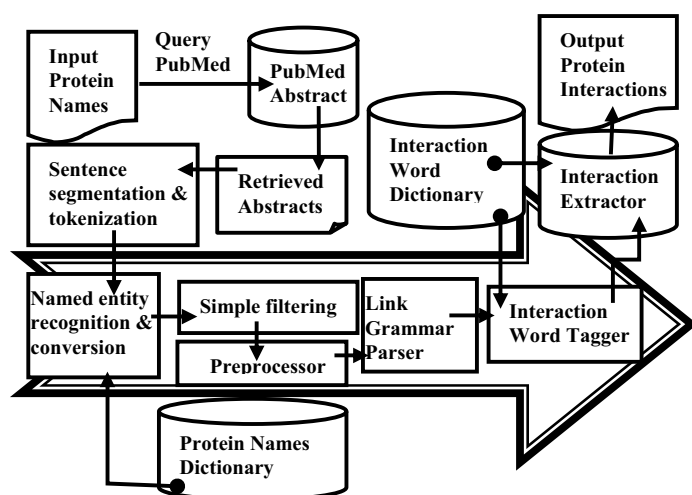 Input
Protein
Names
Query
PubMed
PubMed
Abstract
Output
Protein
Interactions
Sentence
segmentation &
tokenization
Retrieved
Abstracts
Interaction
Word
Dictionary
Interaction
Extractor
Named entity
recognition &
conversion
Simple filtering
Preprocessor
Link
Grammar
Parser
Interaction
Word Tagger
Protein Names
Dictionary